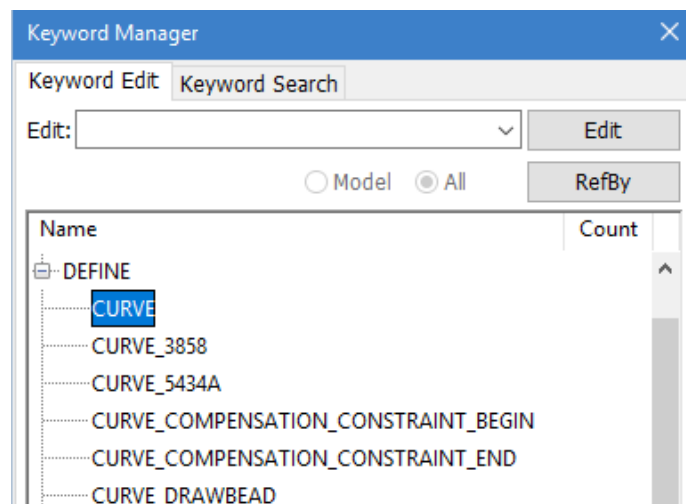 Keyword Manager
Keyword Edit Keyword Search
Edit: Edit
Model All RefBy
Name Count
DEFINE
CURVE
CURVE_3858
CURVE_5434A
CURVE_COMPENSATION_CONSTRAINT_BEGIN
CURVE_COMPENSATION_CONSTRAINT_END
CURVE_DRAWBEAD